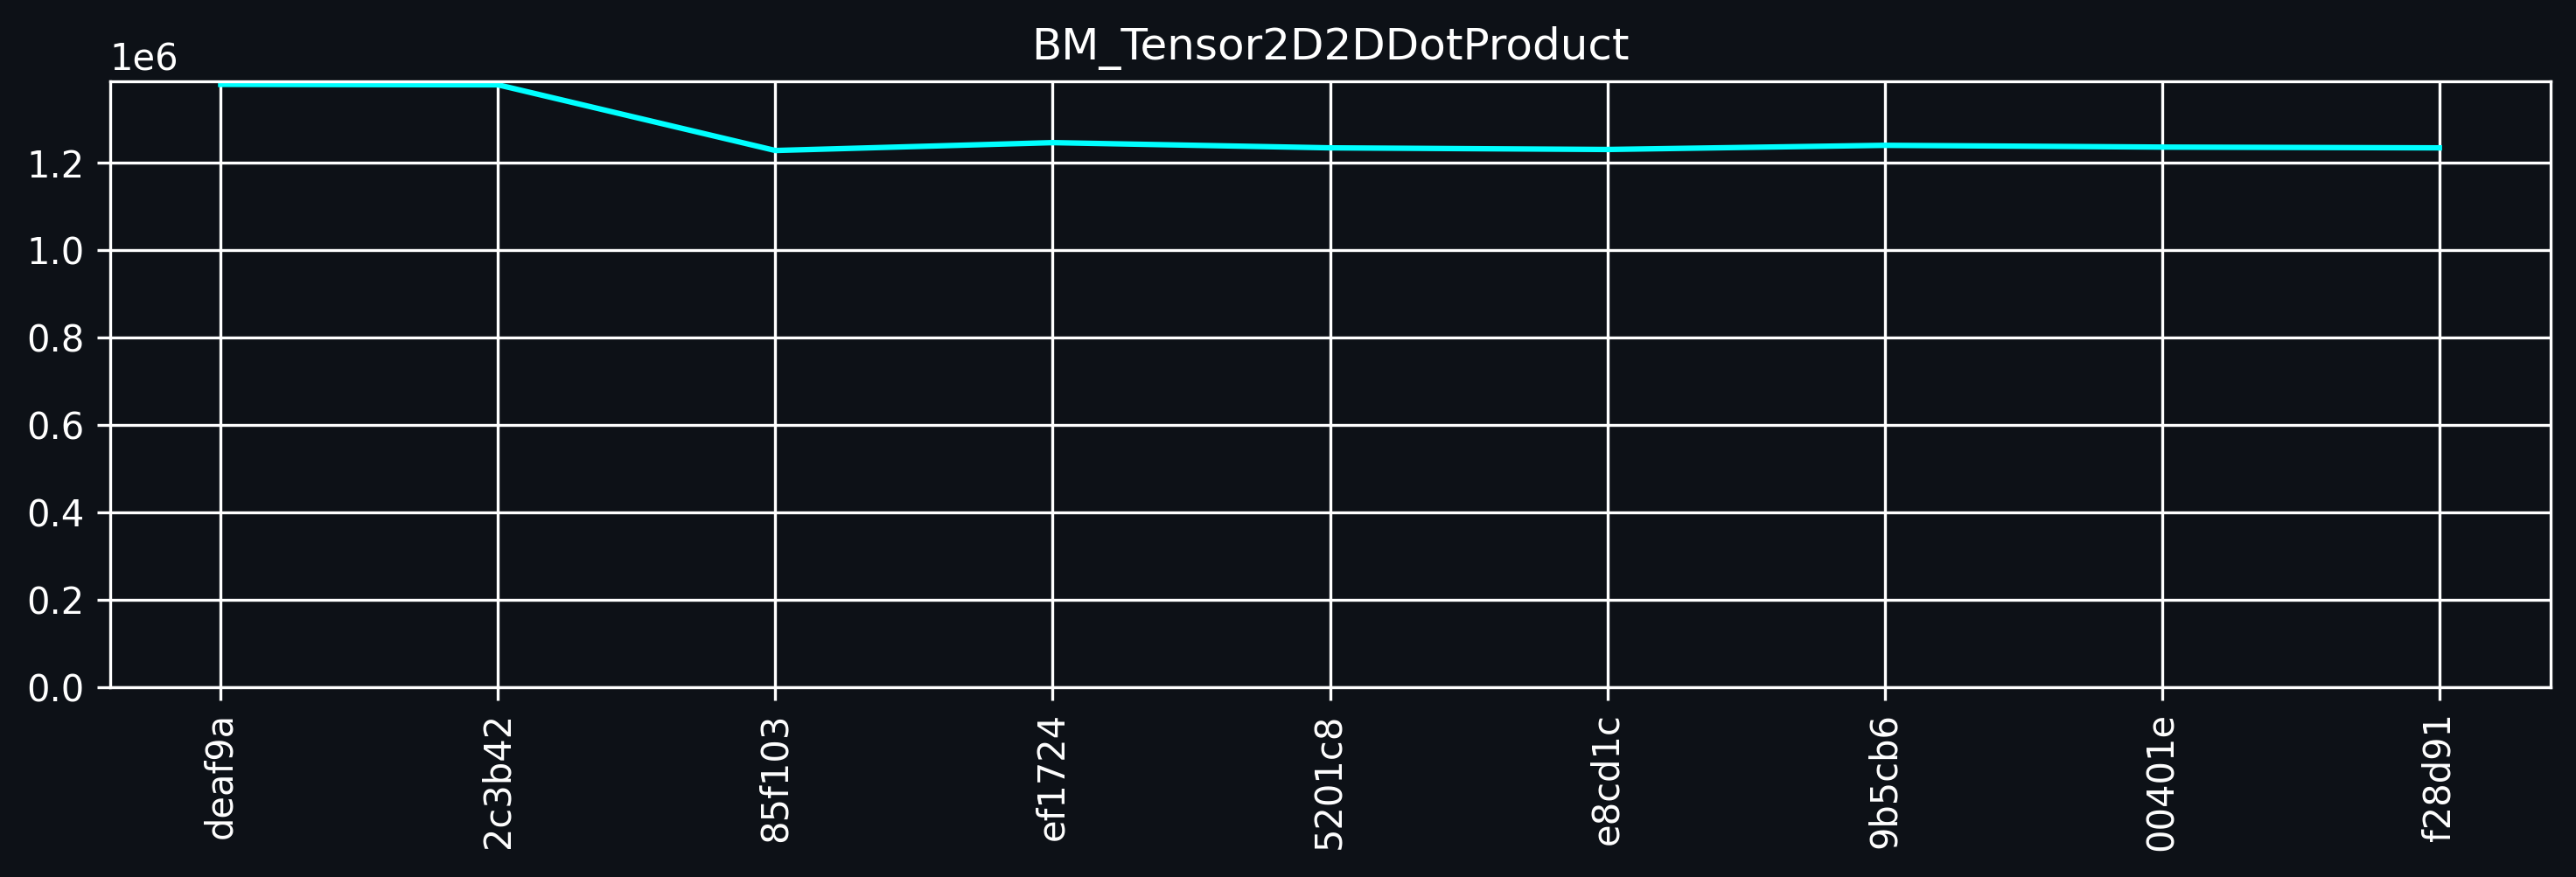 BM_Tensor2D2DDotProduct
1e6
1.2
1.0
0.8
0.6
0.4
0.2
0.0
deaf9a
2c3b42
85f103
ef1724
5201c8
e8cd1c
9b5cb6
00401e
f28d91